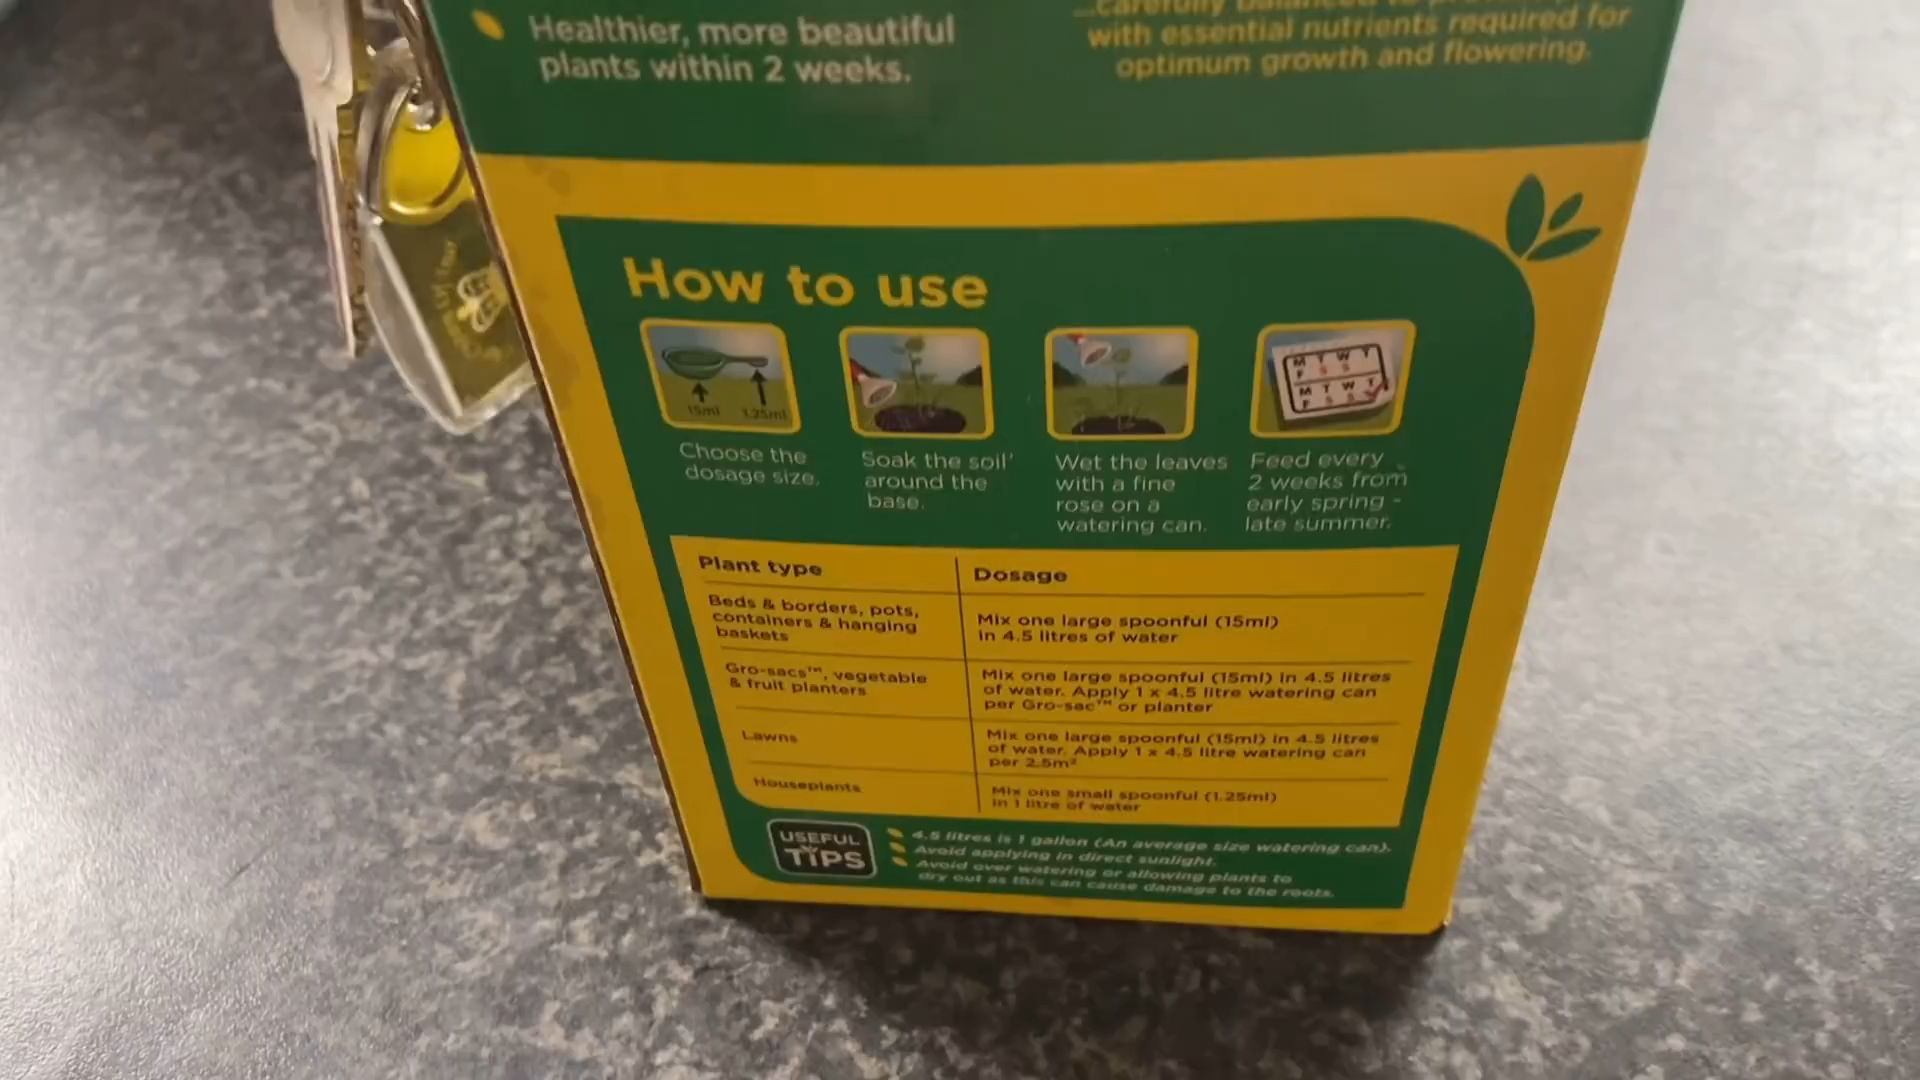 Healthier, more beautiful
plants within 2 weeks.
...carefully balanced to
with essential nutrients required for
optimum growth and flowering.
How to use
15ml 1.25ml
M T W T
F S S
M T W T
F S S
Choose the
dosage size.
Soak the soil
around the
base.
Wet the leaves
with a fine
rose on a
watering can.
Feed every
2 weeks from
early spring -
late summer.
Plant type
Dosage
Beds & borders, pots,
containers & hanging
baskets
Mix one large spoonful (15ml)
in 4.5 litres of water
Gro-sacs™, vegetable
& fruit planters
Mix one large spoonful (15ml) in 4.5 litres
of water. Apply 1 x 4.5 litre watering can
per Gro-sac™ or planter
Lawns
Mix one large spoonful (15ml) in 4.5 litres
of water. Apply 1 x 4.5 litre watering can
per 2.5m²
Houseplants
Mix one small spoonful (1.25ml)
in 1 litre of water
USEFUL
TIPS
4.5 litres is 1 gallon (An average size watering can).
Avoid applying in direct sunlight.
Avoid over watering or allowing plants to
dry out as this can cause damage to the roots.